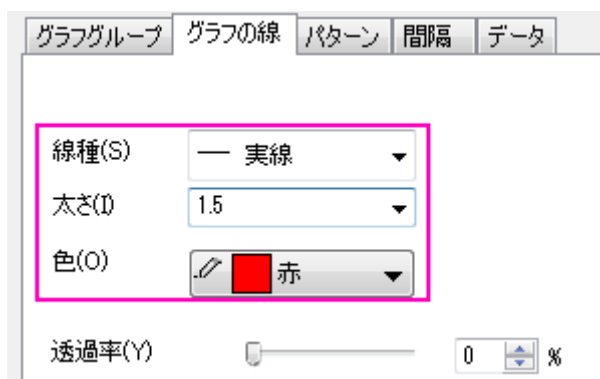 グラフグループ グラフの線 パターン 間隔 データ
線種(S) 実線
太さ(I) 1.5
色(O) 赤
透過率(Y) 0 %